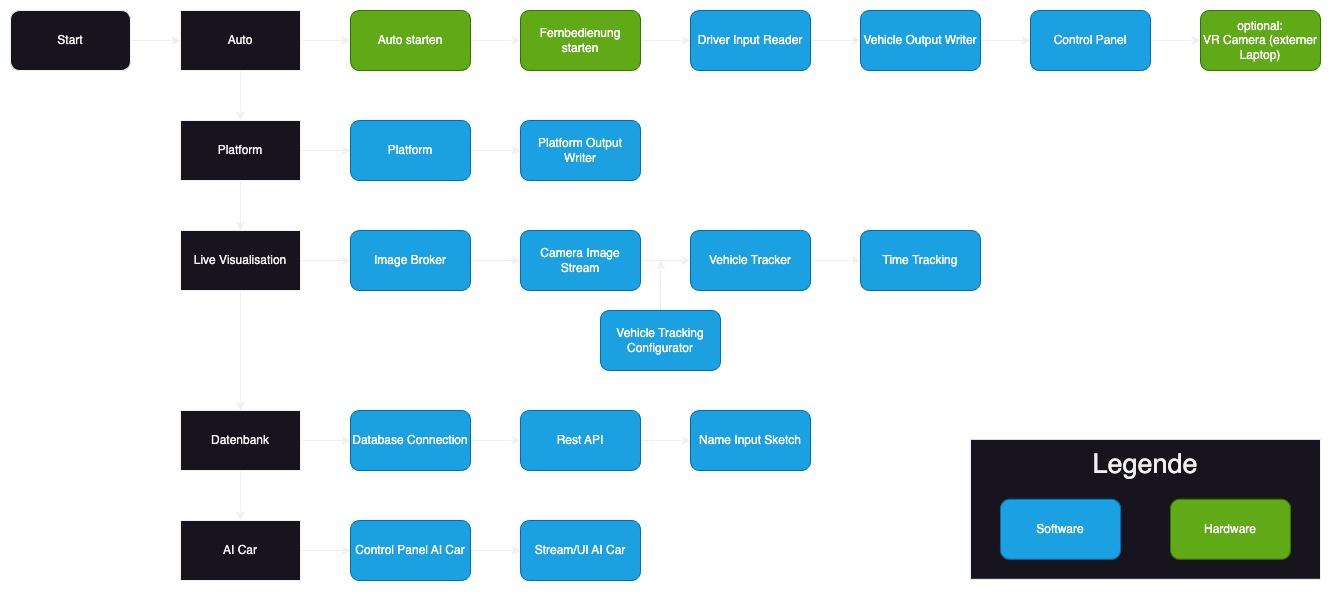 Start
Auto
Auto starten
Fernbedienung
starten
Driver Input Reader
Vehicle Output Writer
Control Panel
optional:
VR Camera (externer
Laptop)
Platform
Platform
Platform Output
Writer
Live Visualisation
Image Broker
Camera Image
Stream
Vehicle Tracker
Time Tracking
Vehicle Tracking
Configurator
Datenbank
Database Connection
Rest API
Name Input Sketch
AI Car
Control Panel AI Car
Stream/UI AI Car
Legende
Software
Hardware